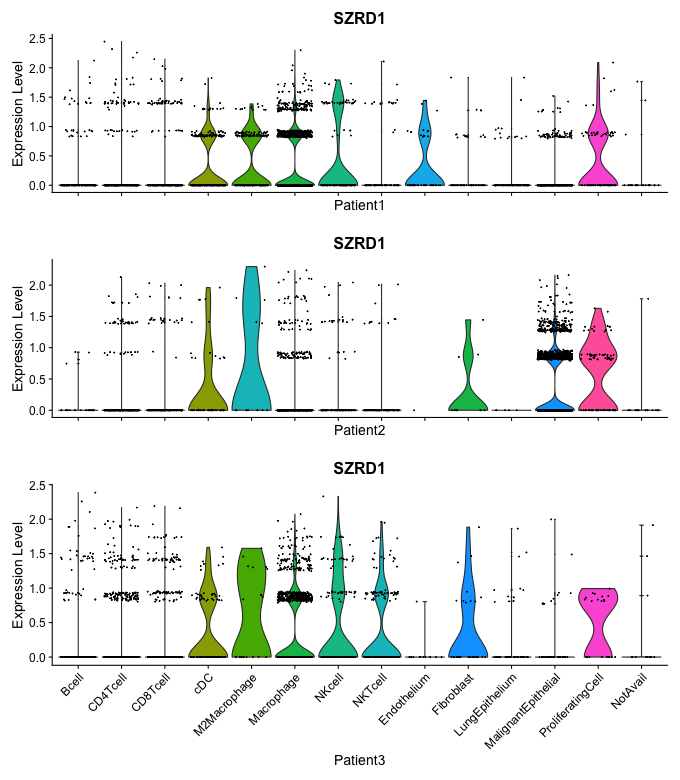 SZRD1
Expression Level
2.5
2.0
1.5
1.0
0.5
0.0
Patient1
SZRD1
Expression Level
2.0
1.5
1.0
0.5
0.0
Patient2
SZRD1
Expression Level
2.5
2.0
1.5
1.0
0.5
0.0
Bcell
CD4Tcell
CD8Tcell
cDC
M2Macrophage
Macrophage
NKcell
NKTcell
Endothelium
Fibroblast
LungEpithelium
MalignantEpithelial
ProliferatingCell
NotAvail
Patient3